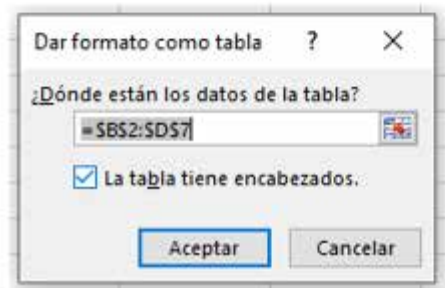 Dar formato como tabla ? ×
¿Dónde están los datos de la tabla?
=$B$2:$D$7
La tabla tiene encabezados.
Aceptar Cancelar